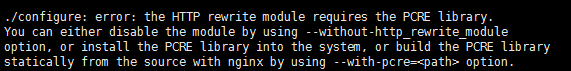 ./configure: error: the HTTP rewrite module requires the PCRE library.
You can either disable the module by using --without-http_rewrite_module
option, or install the PCRE library into the system, or build the PCRE library
statically from the source with nginx by using --with-pcre=<path> option.